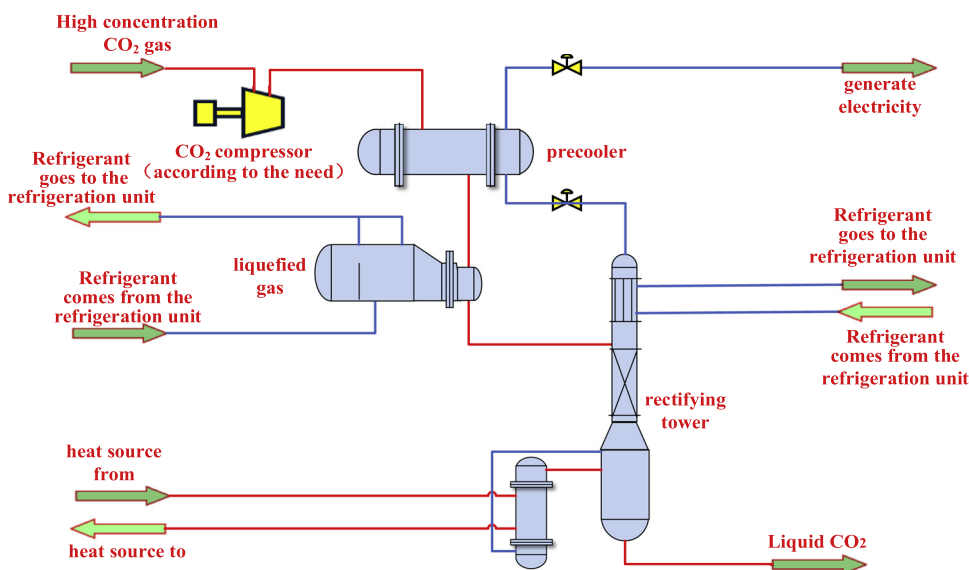 High concentration
CO₂ gas
generate
electricity
CO₂ compressor
（according to the need）
precooler
Refrigerant
goes to the
refrigeration unit
liquefied
gas
Refrigerant
goes to the
refrigeration unit
Refrigerant
comes from the
refrigeration unit
Refrigerant
comes from the
refrigeration unit
rectifying
tower
heat source
from
heat source to
Liquid CO₂